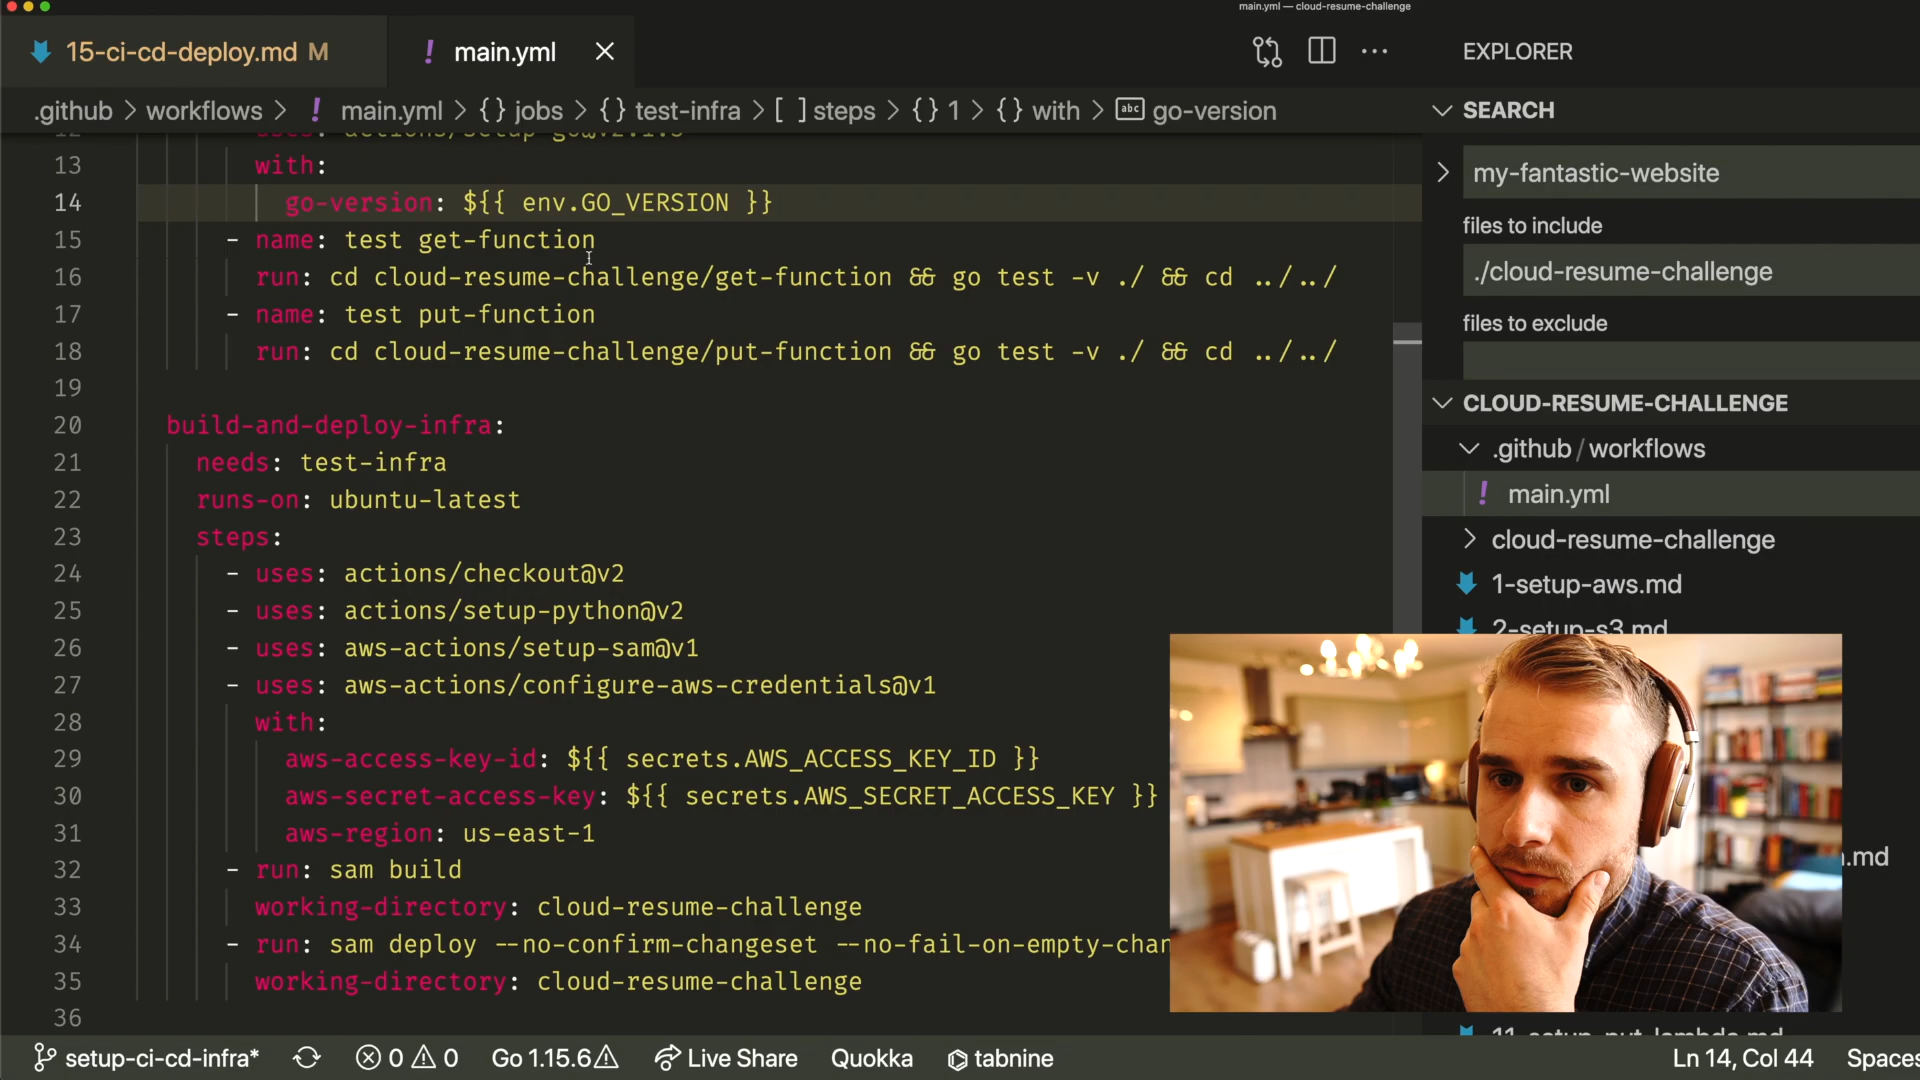 main.yml — cloud-resume-challenge
15-ci-cd-deploy.md M
! main.yml
EXPLORER
.github > workflows > ! main.yml > {} jobs > {} test-infra > [ ] steps > {} 1 > {} with > abc go-version
SEARCH
my-fantastic-website
files to include
./cloud-resume-challenge
files to exclude
13 with:
14 go-version: ${{ env.GO_VERSION }}
15 - name: test get-function
16 run: cd cloud-resume-challenge/get-function && go test -v ./ && cd ../../
17 - name: test put-function
18 run: cd cloud-resume-challenge/put-function && go test -v ./ && cd ../../
19
20 build-and-deploy-infra:
21 needs: test-infra
22 runs-on: ubuntu-latest
23 steps:
24 - uses: actions/checkout@v2
25 - uses: actions/setup-python@v2
26 - uses: aws-actions/setup-sam@v1
27 - uses: aws-actions/configure-aws-credentials@v1
28 with:
29 aws-access-key-id: ${{ secrets.AWS_ACCESS_KEY_ID }}
30 aws-secret-access-key: ${{ secrets.AWS_SECRET_ACCESS_KEY }}
31 aws-region: us-east-1
32 - run: sam build
33 working-directory: cloud-resume-challenge
34 - run: sam deploy --no-confirm-changeset --no-fail-on-empty-chan
35 working-directory: cloud-resume-challenge
36
CLOUD-RESUME-CHALLENGE
.github / workflows
! main.yml
cloud-resume-challenge
1-setup-aws.md
2-setup-s3.md
.md
11-setup-put-lambda.md
setup-ci-cd-infra* 0 0 Go 1.15.6 Live Share Quokka tabnine Ln 14, Col 44 Spaces